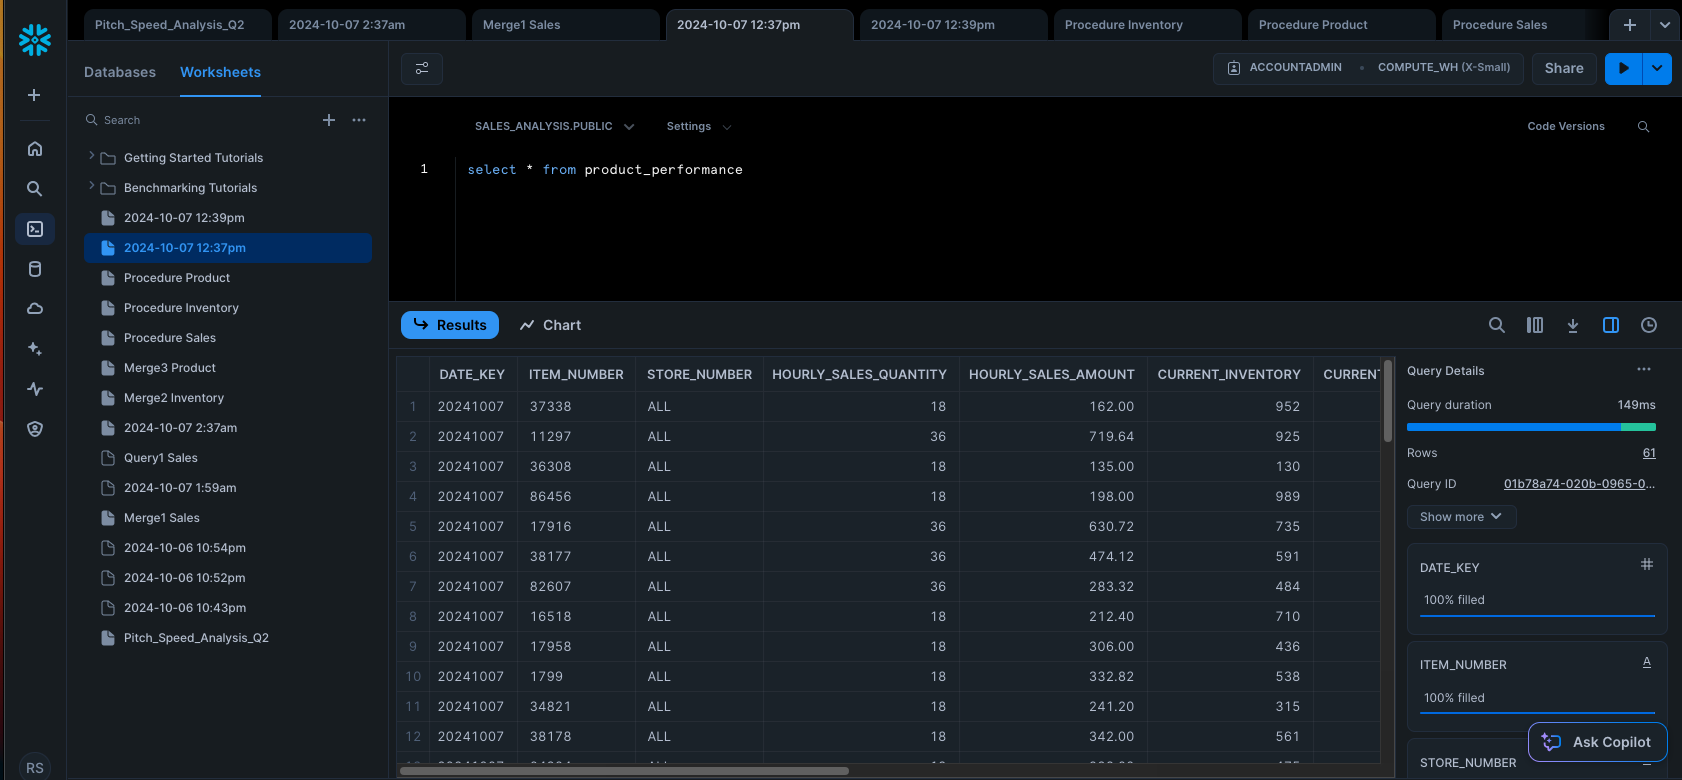 Pitch_Speed_Analysis_Q2
2024-10-07 2:37am
Merge1 Sales
2024-10-07 12:37pm
2024-10-07 12:39pm
Procedure Inventory
Procedure Product
Procedure Sales
Databases
Worksheets
Search
Getting Started Tutorials
Benchmarking Tutorials
2024-10-07 12:39pm
2024-10-07 12:37pm
Procedure Product
Procedure Inventory
Procedure Sales
Merge3 Product
Merge2 Inventory
2024-10-07 2:37am
Query1 Sales
2024-10-07 1:59am
Merge1 Sales
2024-10-06 10:54pm
2024-10-06 10:52pm
2024-10-06 10:43pm
Pitch_Speed_Analysis_Q2
RS
ACCOUNTADMIN • COMPUTE_WH (X-Small)
Share
SALES_ANALYSIS.PUBLIC
Settings
Code Versions
1 select * from product_performance
Results
Chart
DATE_KEY ITEM_NUMBER STORE_NUMBER HOURLY_SALES_QUANTITY HOURLY_SALES_AMOUNT CURRENT_INVENTORY CURRENT
1 20241007 37338 ALL 18 162.00 952
2 20241007 11297 ALL 36 719.64 925
3 20241007 36308 ALL 18 135.00 130
4 20241007 86456 ALL 18 198.00 989
5 20241007 17916 ALL 36 630.72 735
6 20241007 38177 ALL 36 474.12 591
7 20241007 82607 ALL 36 283.32 484
8 20241007 16518 ALL 18 212.40 710
9 20241007 17958 ALL 18 306.00 436
10 20241007 1799 ALL 18 332.82 538
11 20241007 34821 ALL 18 241.20 315
12 20241007 38178 ALL 18 342.00 561
Query Details
Query duration 149ms
Rows 61
Query ID 01b78a74-020b-0965-0...
Show more
DATE_KEY
100% filled
ITEM_NUMBER
A
100% filled
Ask Copilot
STORE_NUMBER